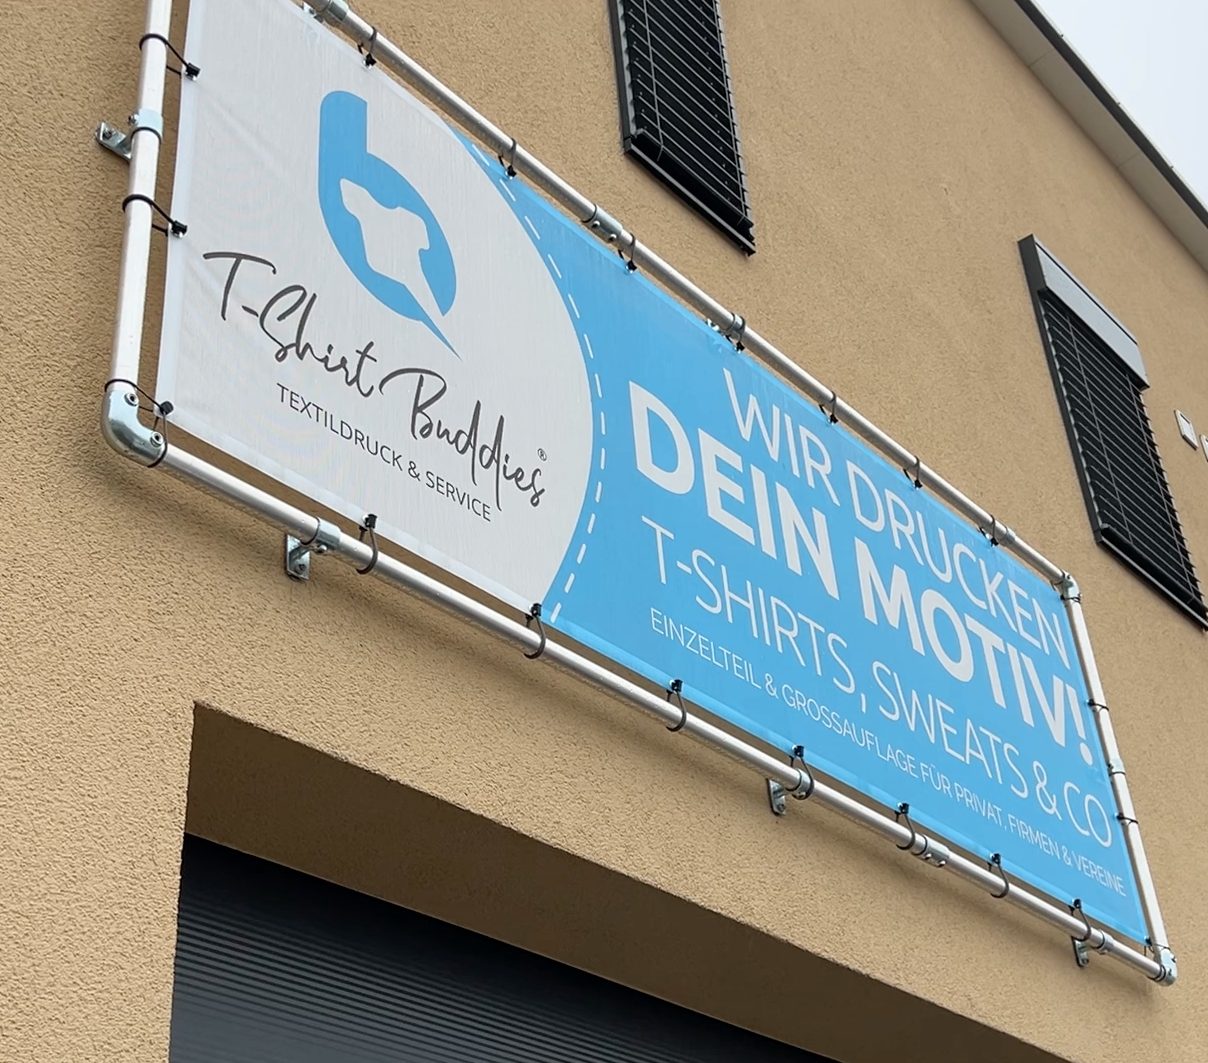 T-Shirt Buddies®
TEXTILDRUCK & SERVICE
WIR DRUCKEN
DEIN MOTIV!
T-SHIRTS, SWEATS & CO
EINZELTEIL & GROSSAUFLAGE FÜR PRIVAT, FIRMEN & VEREINE